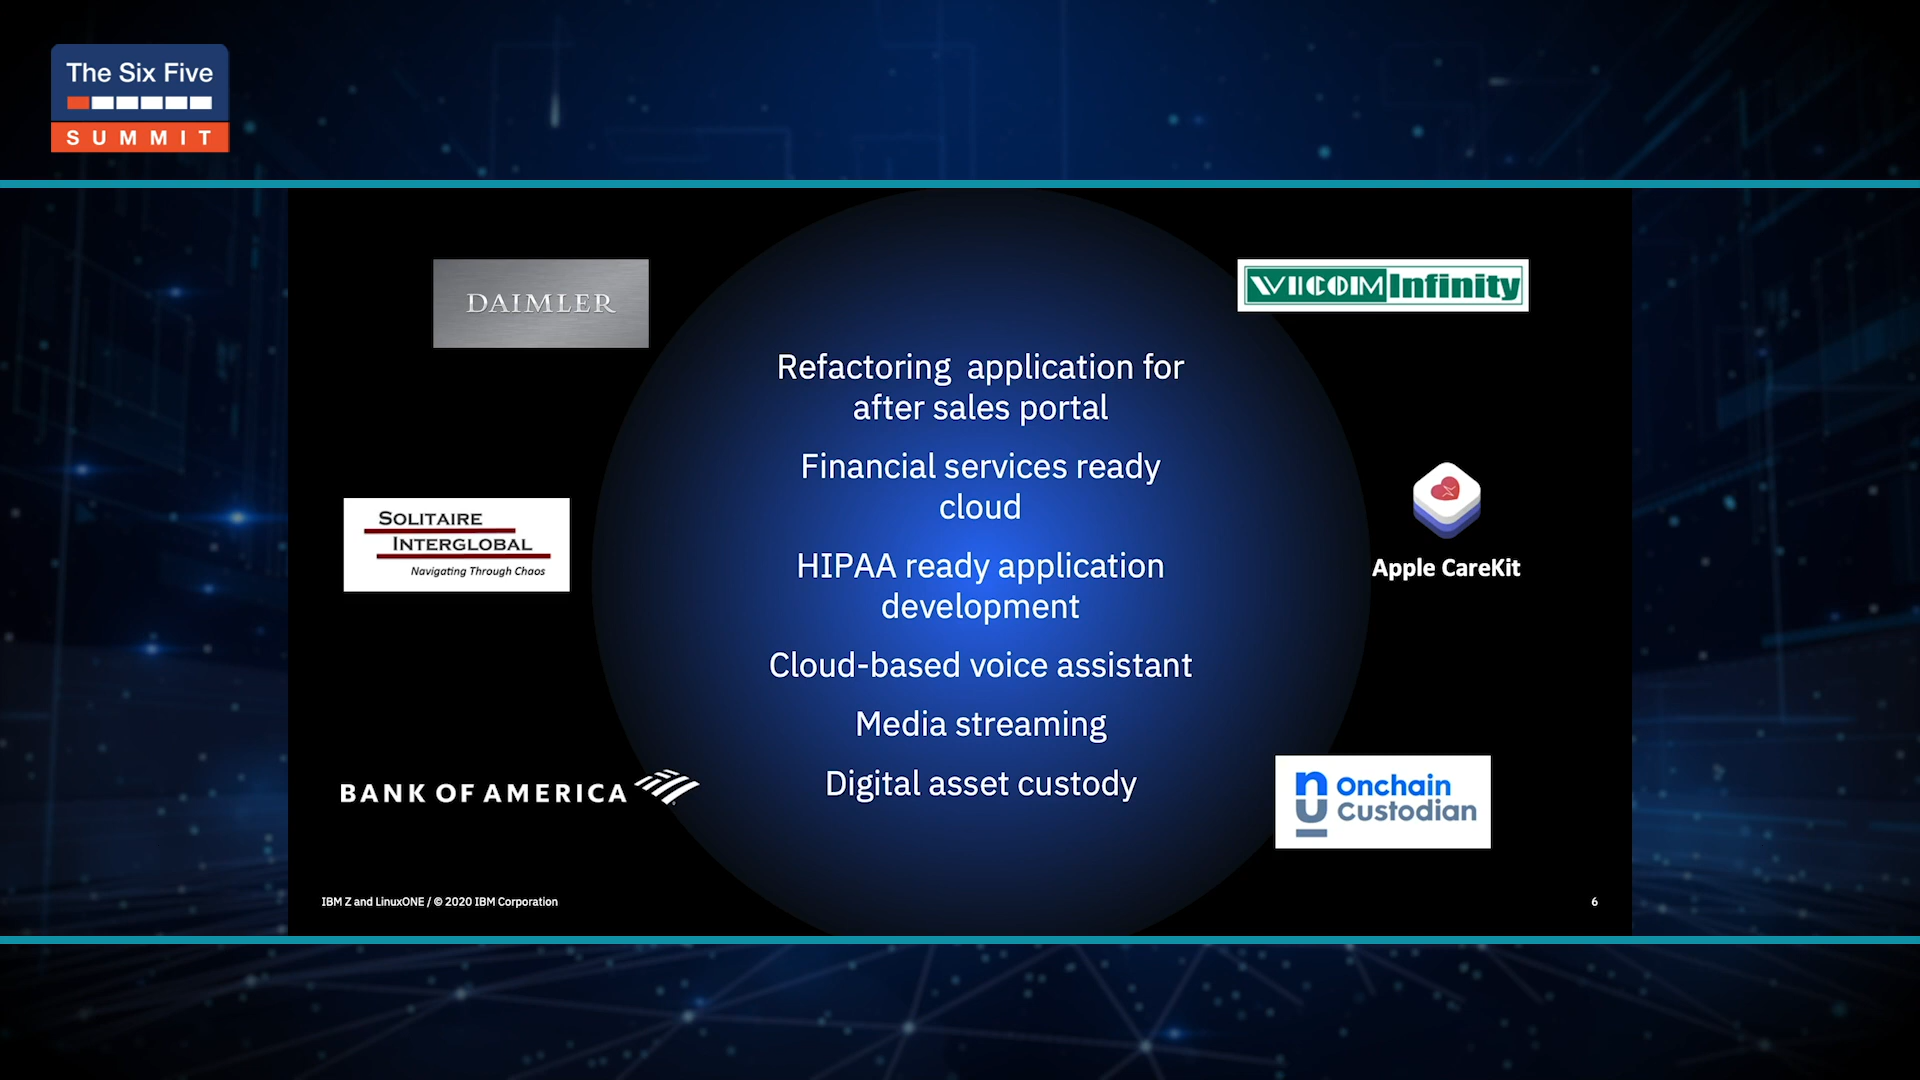 The Six Five
SUMMIT
DAIMLER
VICOM Infinity
Refactoring  application for
after sales portal
Financial services ready
cloud
SOLITAIRE
INTERGLOBAL
Navigating Through Chaos
Apple CareKit
HIPAA ready application
development
Cloud-based voice assistant
Media streaming
Digital asset custody
BANK OF AMERICA
Onchain
Custodian
IBM Z and LinuxONE / © 2020 IBM Corporation
6